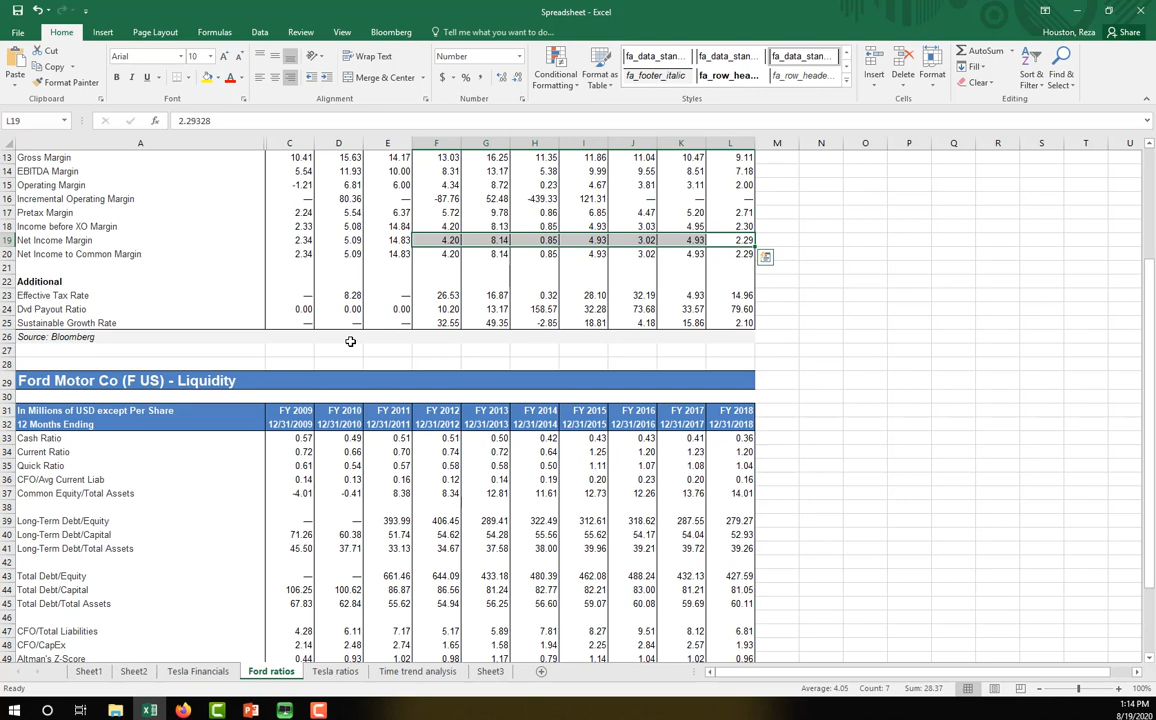 Spreadsheet - Excel
Houston, Reza
File Home Insert Page Layout Formulas Data Review View Bloomberg Tell me what you want to do... Share
Paste Cut Copy Format Painter Clipboard
Arial 10 A A B I U A Font
Wrap Text Merge & Center Alignment
Number $ % , Number
Conditional Formatting Format as Table
fa_data_stan... fa_data_stan... fa_data_stan...
fa_footer_italic fa_row_hea... fa_row_heade...
Styles
Insert Delete Format Cells
AutoSum Fill Clear Sort & Filter Find & Select Editing
L19 fx 2.29328
A C D E F G H I J K L M N O P Q R S T U
13 Gross Margin 10.41 15.63 14.17 13.03 16.25 11.35 11.86 11.04 10.47 9.11
14 EBITDA Margin 5.54 11.93 10.00 8.31 13.17 5.38 9.99 9.55 8.51 7.18
15 Operating Margin -1.21 6.81 6.00 4.34 8.72 0.23 4.67 3.81 3.11 2.00
16 Incremental Operating Margin — 80.36 — -87.76 52.48 -439.33 121.31 — — —
17 Pretax Margin 2.24 5.54 6.37 5.72 9.78 0.86 6.85 4.47 5.20 2.71
18 Income before XO Margin 2.33 5.08 14.84 4.20 8.13 0.85 4.93 3.03 4.95 2.30
19 Net Income Margin 2.34 5.09 14.83 4.20 8.14 0.85 4.93 3.02 4.93 2.29
20 Net Income to Common Margin 2.34 5.09 14.83 4.20 8.14 0.85 4.93 3.02 4.93 2.29
21
22 Additional
23 Effective Tax Rate — 8.28 — 26.53 16.87 0.32 28.10 32.19 4.93 14.96
24 Dvd Payout Ratio 0.00 0.00 0.00 10.20 13.17 158.57 32.28 73.68 33.57 79.60
25 Sustainable Growth Rate — — — 32.55 49.35 -2.85 18.81 4.18 15.86 2.10
26 Source: Bloomberg
27
28
29 Ford Motor Co (F US) - Liquidity
30
31 In Millions of USD except Per Share FY 2009 FY 2010 FY 2011 FY 2012 FY 2013 FY 2014 FY 2015 FY 2016 FY 2017 FY 2018
32 12 Months Ending 12/31/2009 12/31/2010 12/31/2011 12/31/2012 12/31/2013 12/31/2014 12/31/2015 12/31/2016 12/31/2017 12/31/2018
33 Cash Ratio 0.57 0.49 0.51 0.51 0.50 0.42 0.43 0.43 0.41 0.36
34 Current Ratio 0.72 0.66 0.70 0.74 0.72 0.64 1.25 1.20 1.23 1.20
35 Quick Ratio 0.61 0.54 0.57 0.58 0.58 0.50 1.11 1.07 1.08 1.04
36 CFO/Avg Current Liab 0.14 0.13 0.16 0.12 0.14 0.19 0.20 0.23 0.20 0.16
37 Common Equity/Total Assets -4.01 -0.41 8.38 8.34 12.81 11.61 12.73 12.26 13.76 14.01
38
39 Long-Term Debt/Equity — — 393.99 406.45 289.41 322.49 312.61 318.62 287.55 279.27
40 Long-Term Debt/Capital 71.26 60.38 51.74 54.62 54.28 55.56 55.62 54.17 54.04 52.93
41 Long-Term Debt/Total Assets 45.50 37.71 33.13 34.67 37.58 38.00 39.96 39.21 39.72 39.26
42
43 Total Debt/Equity — — 661.46 644.09 433.18 480.39 462.08 488.24 432.13 427.59
44 Total Debt/Capital 106.25 100.62 86.87 86.56 81.24 82.77 82.21 83.00 81.21 81.05
45 Total Debt/Total Assets 67.83 62.84 55.62 54.94 56.25 56.60 59.07 60.08 59.69 60.11
46
47 CFO/Total Liabilities 4.28 6.11 7.17 5.17 5.89 7.81 8.27 9.51 8.12 6.81
48 CFO/CapEx 2.14 2.48 2.74 1.65 1.58 1.94 2.25 2.84 2.57 1.93
49 Altman's Z-Score 0.44 0.93 1.02 0.98 1.17 0.79 1.14 1.04 1.02 0.96
Sheet1 Sheet2 Tesla Financials Ford ratios Tesla ratios Time trend analysis Sheet3
Ready Average: 4.05 Count: 7 Sum: 28.37 100%
1:14 PM
8/19/2020